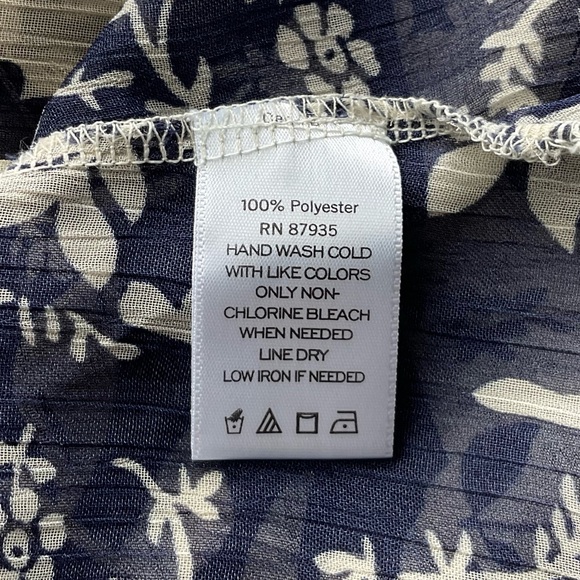 100% Polyester
RN 87935
HAND WASH COLD
WITH LIKE COLORS
ONLY NON-
CHLORINE BLEACH
WHEN NEEDED
LINE DRY
LOW IRON IF NEEDED